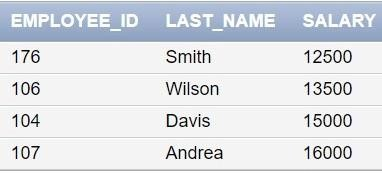 EMPLOYEE_ID LAST_NAME SALARY
176 Smith 12500
106 Wilson 13500
104 Davis 15000
107 Andrea 16000